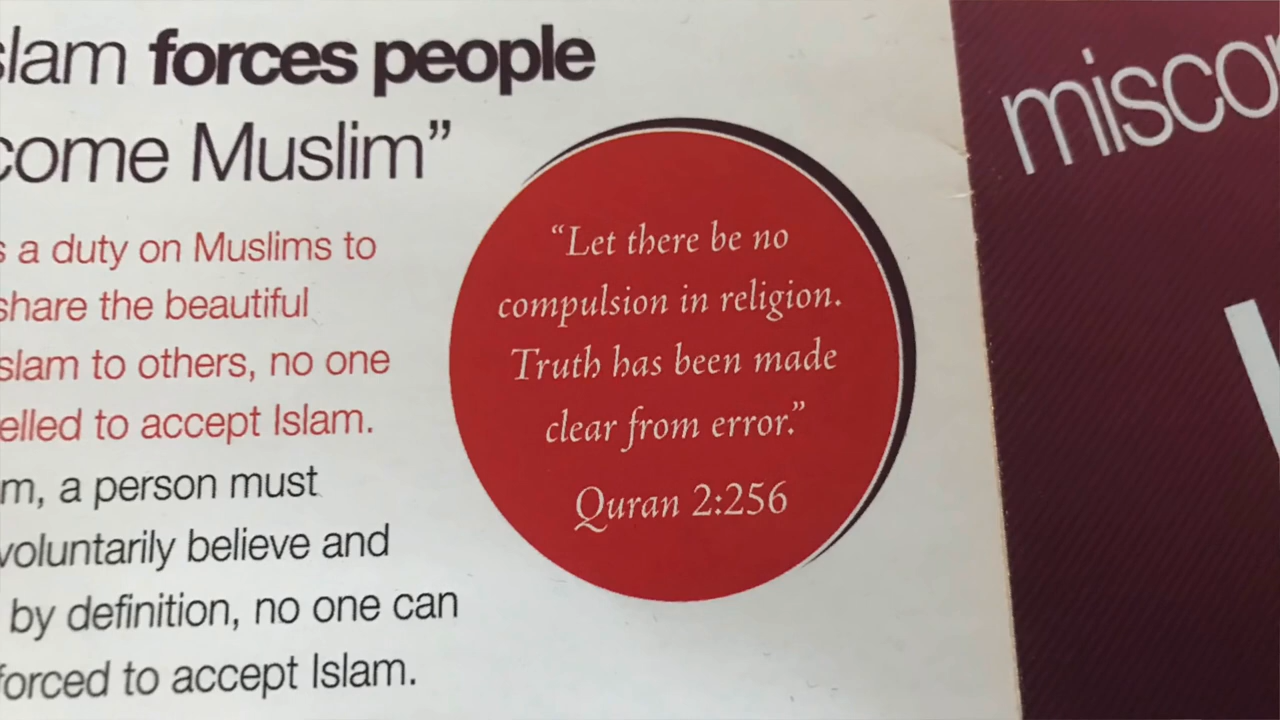 slam forces people
come Muslim”
s a duty on Muslims to
share the beautiful
slam to others, no one
elled to accept Islam.
m, a person must
voluntarily believe and
by definition, no one can
forced to accept Islam.
“Let there be no
compulsion in religion.
Truth has been made
clear from error.”
Quran 2:256
misco